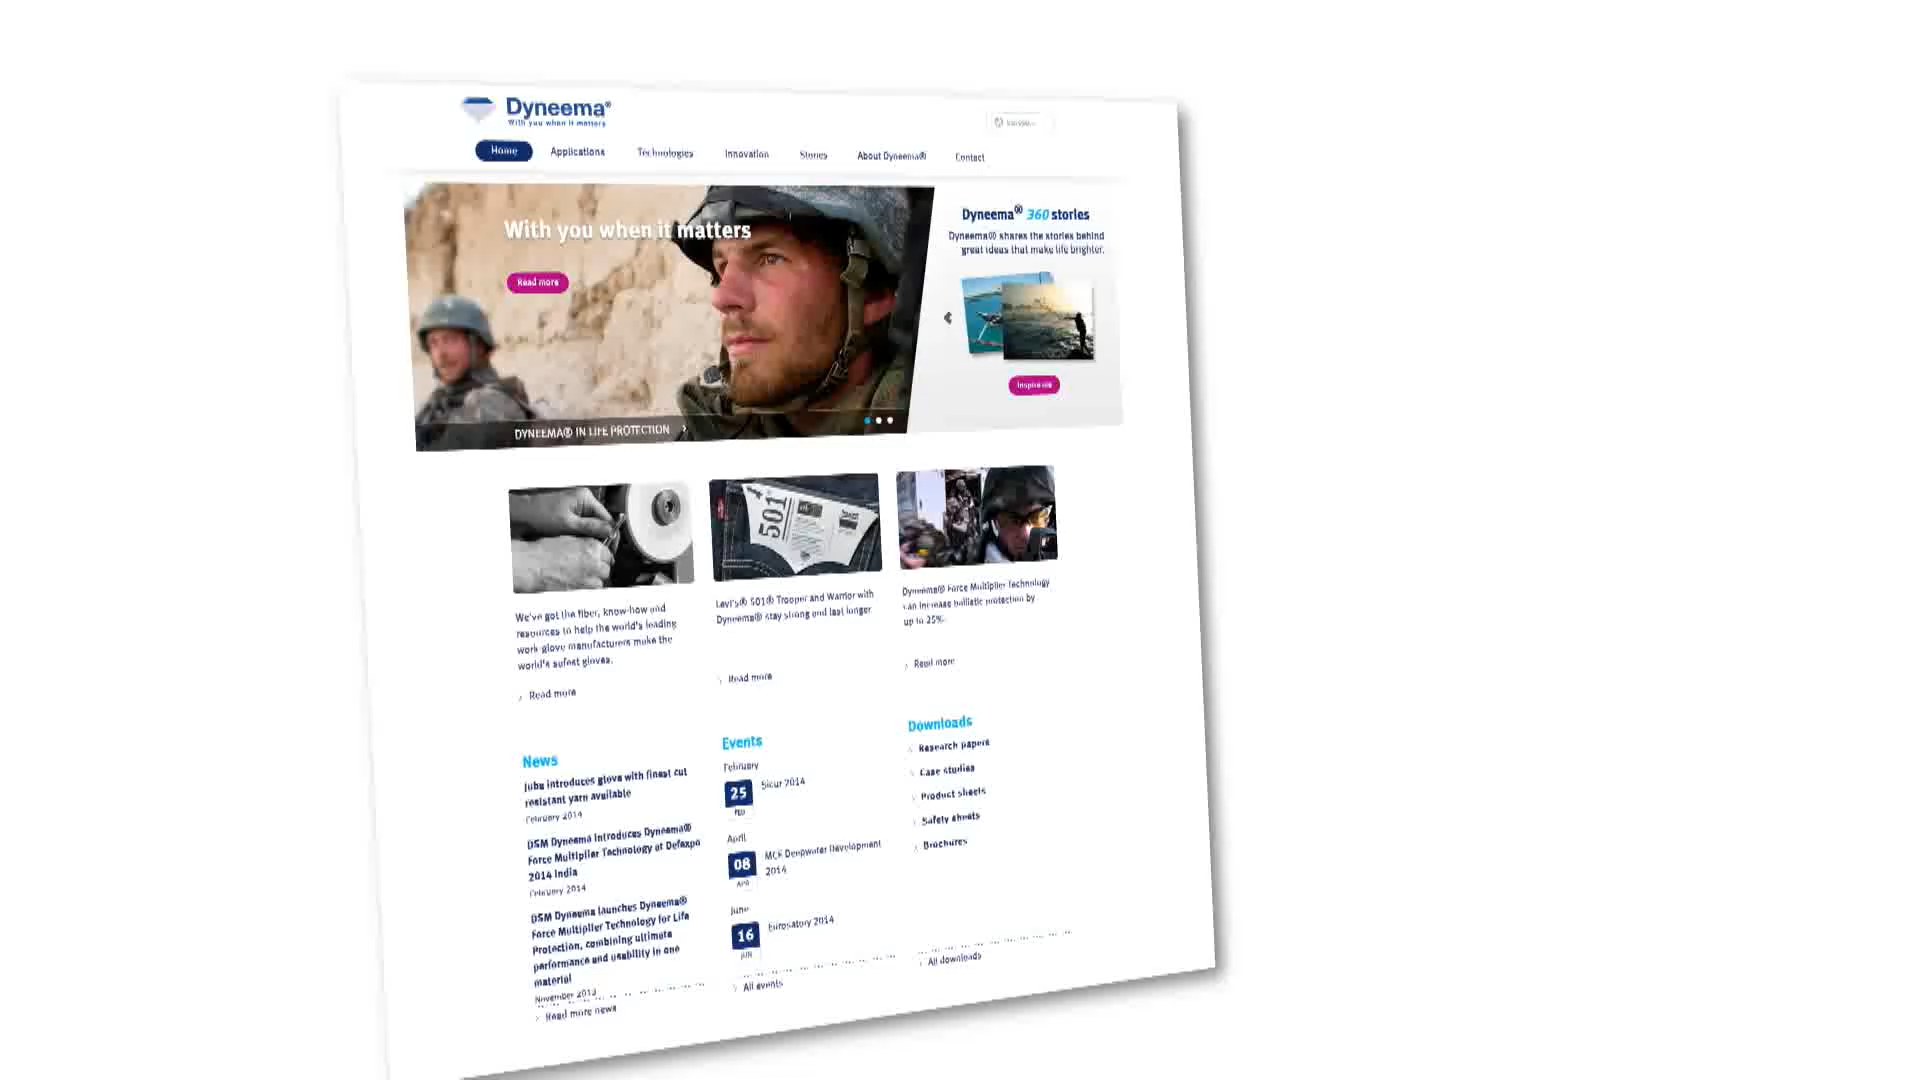 Dyneema®
With you when it matters
Home
Applications
Technologies
Innovation
Stories
About Dyneema®
Contact
With you when it matters
Read more
DYNEEMA® IN LIFE PROTECTION
Dyneema® 360 stories
Dyneema® shares the stories behind
great ideas that make life brighter.
Inspire me
501
We've got the fiber, know-how and
resources to help the world's leading
work-glove manufacturers make the
world's safest gloves.
Read more
Levi's® 501® Trooper and Warrior with
Dyneema® stay strong and last longer
Read more
Dyneema® Force Multiplier Technology
can increase ballistic protection by
up to 25%.
Read more
News
Juba introduces glove with finest cut
resistant yarn available
February 2014
DSM Dyneema introduces Dyneema®
Force Multiplier Technology at Defexpo
2014 India
February 2014
DSM Dyneema launches Dyneema®
Force Multiplier Technology for Life
Protection, combining ultimate
performance and usability in one
material
November 2013
Read more news
Events
February
25
FEB
Sicur 2014
April
08
APR
MCE Deepwater Development
2014
June
16
JUN
Eurosatory 2014
All events
Downloads
Research papers
Case studies
Product sheets
Safety sheets
Brochures
All downloads